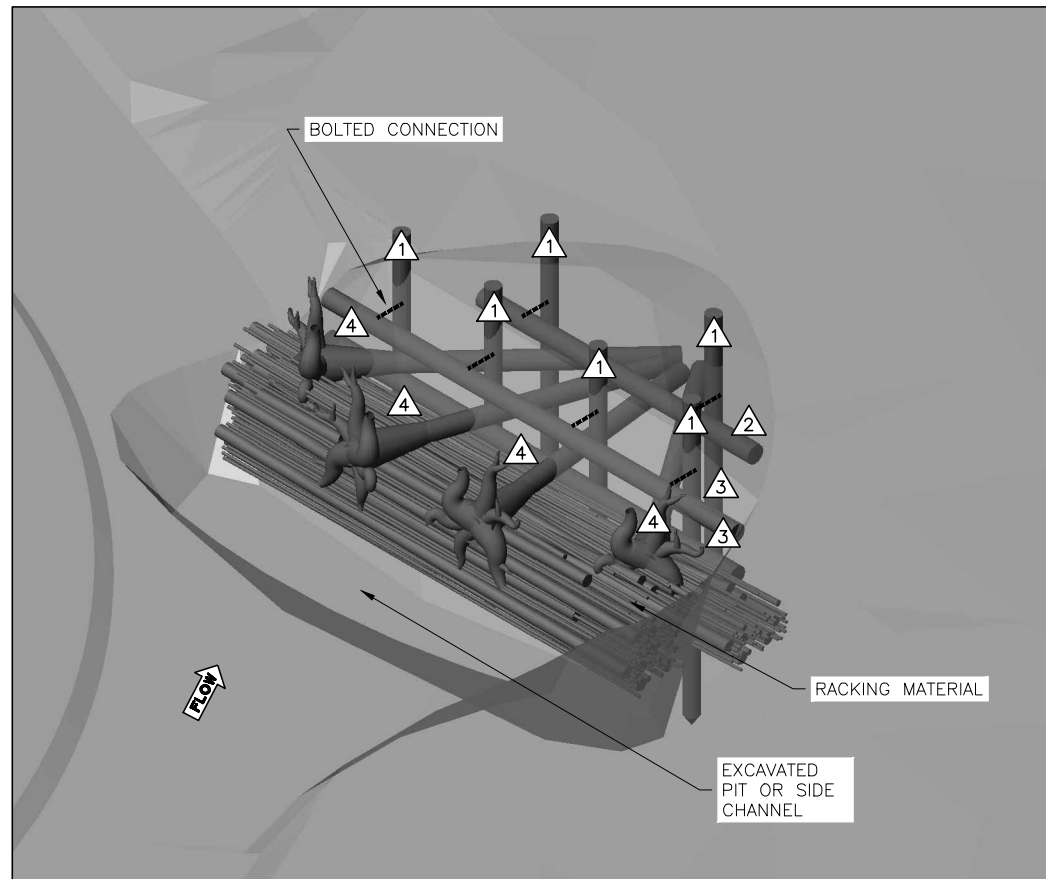 BOLTED CONNECTION
1
1
1
1
4
1
4
1
2
4
3
4
3
FLOW
RACKING MATERIAL
EXCAVATED
PIT OR SIDE
CHANNEL